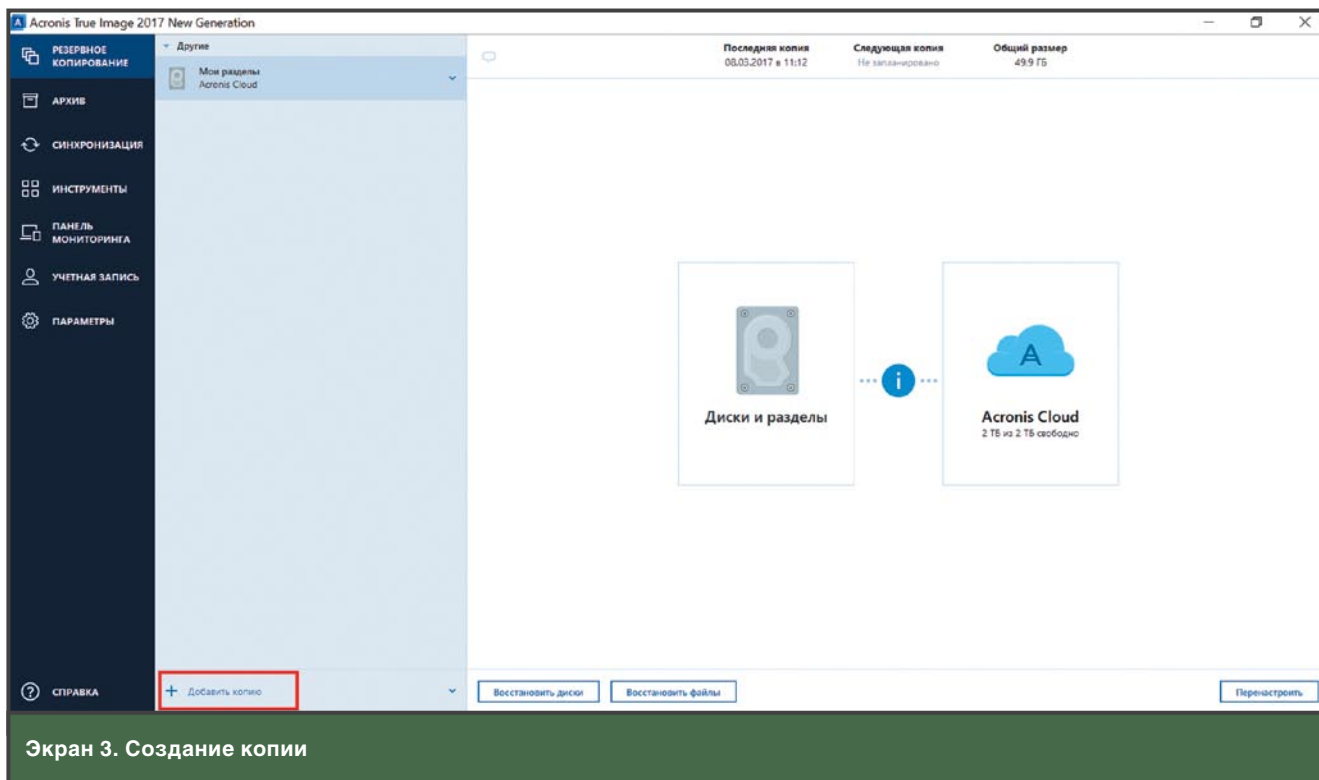 Acronis True Image 2017 New Generation
РЕЗЕРВНОЕ
КОПИРОВАНИЕ
АРХИВ
СИНХРОНИЗАЦИЯ
ИНСТРУМЕНТЫ
ПАНЕЛЬ
МОНИТОРИНГА
УЧЕТНАЯ ЗАПИСЬ
ПАРАМЕТРЫ
СПРАВКА
Другие
Мои разделы
Acronis Cloud
Добавить копию
Последняя копия
08.03.2017 в 11:12
Следующая копия
Не запланировано
Общий размер
49.9 ГБ
Диски и разделы
Acronis Cloud
2 ТБ из 2 ТБ свободно
Восстановить диски
Восстановить файлы
Перенастроить
Экран 3. Создание копии